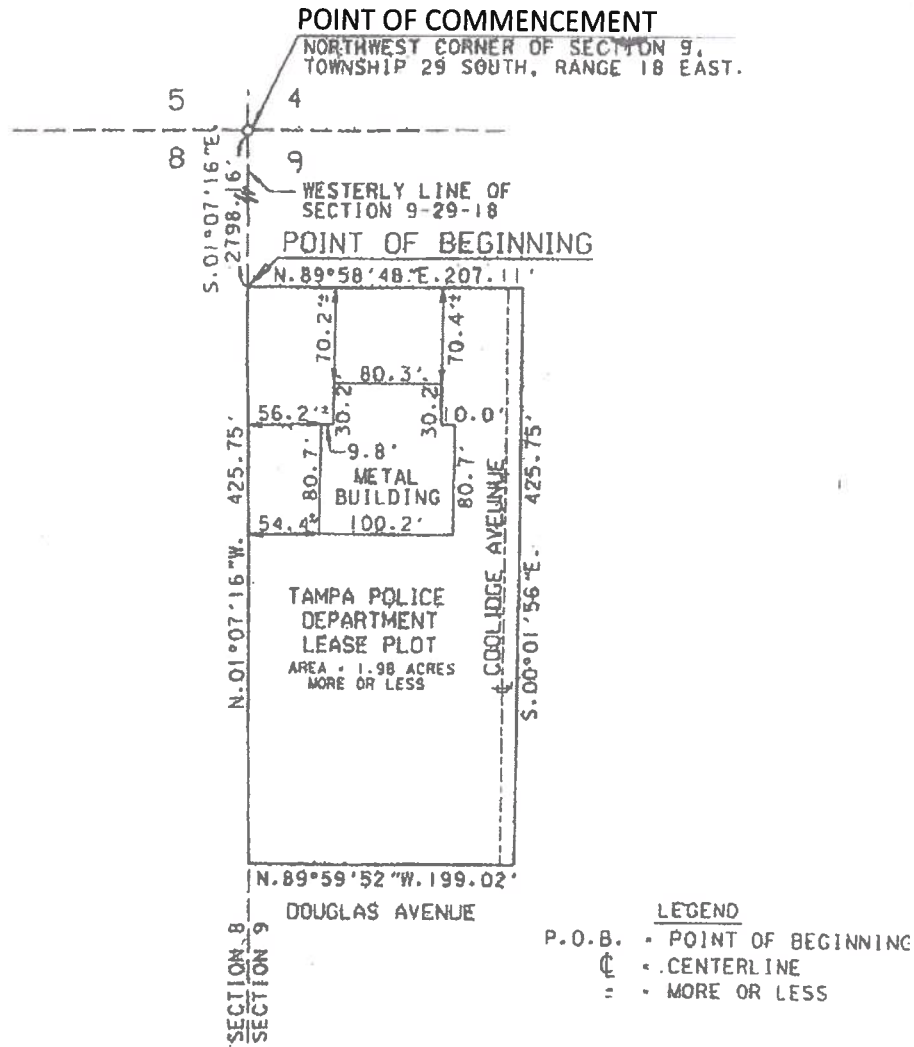 POINT OF COMMENCEMENT
NORTHWEST CORNER OF SECTION 9,
TOWNSHIP 29 SOUTH, RANGE 18 EAST.
5
4
8
9
S.01°07'16"E.
2798.16'
WESTERLY LINE OF
SECTION 9-29-18
POINT OF BEGINNING
N.89°58'48"E.207.11'
70.2'±
70.4'±
80.3'
30.2'
30.2'
56.2'±
10.0'
9.8'
80.7'
80.7'
METAL
BUILDING
54.4'±
100.2'
N.01°07'16"W. 425.75'
S.00°01'56"E. 425.75'
℄ COOLIDGE AVEUNUE
TAMPA POLICE
DEPARTMENT
LEASE PLOT
AREA = 1.98 ACRES
MORE OR LESS
N.89°59'52"W.199.02'
DOUGLAS AVENUE
SECTION 8
SECTION 9
LEGEND
P.O.B. = POINT OF BEGINNING
℄ = CENTERLINE
± = MORE OR LESS